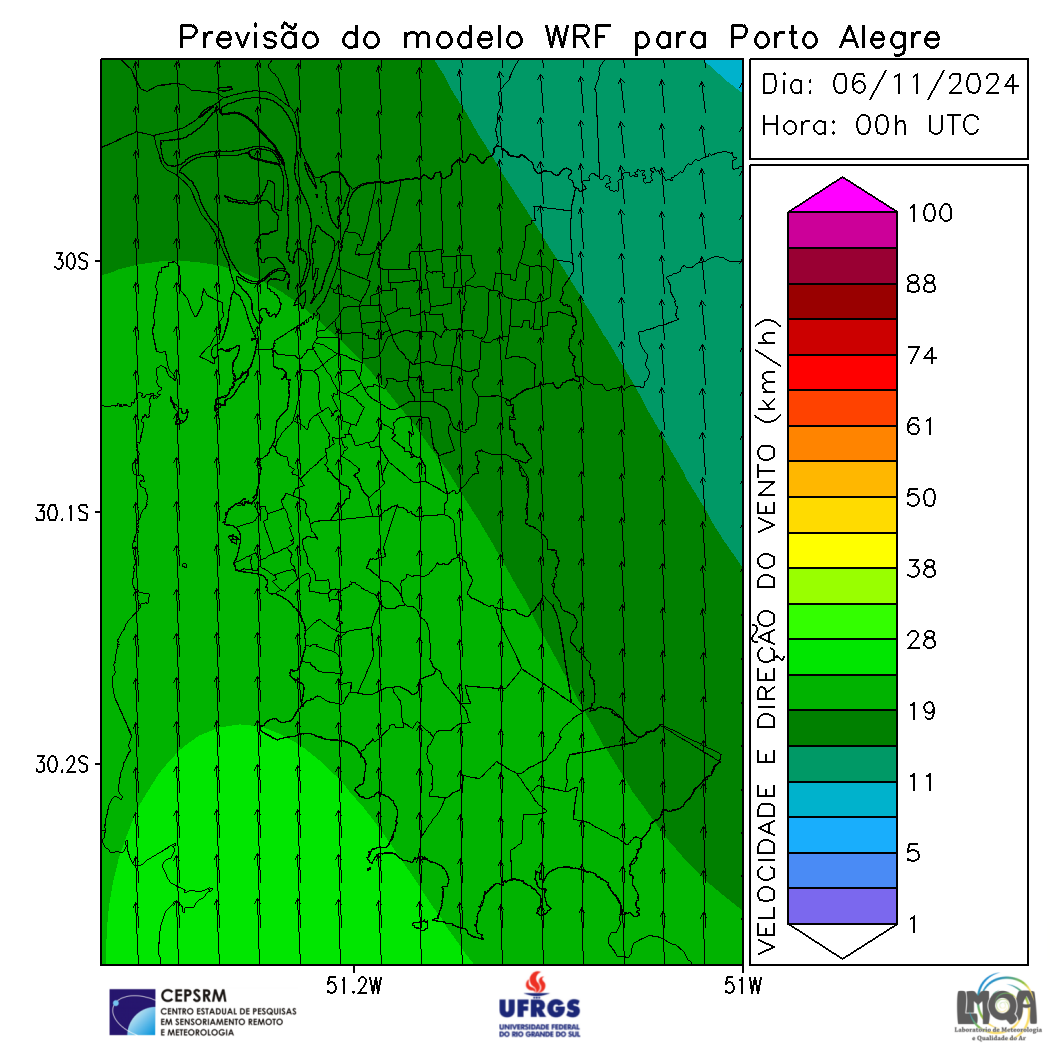 Previsão do modelo WRF para Porto Alegre
Dia: 06/11/2024
Hora: 00h UTC
30S
30.1S
30.2S
51.2W
51W
VELOCIDADE E DIREÇÃO DO VENTO (km/h)
100
88
74
61
50
38
28
19
11
5
1
CEPSRM
CENTRO ESTADUAL DE PESQUISAS
EM SENSORIAMENTO REMOTO
E METEOROLOGIA
UFRGS
UNIVERSIDADE FEDERAL
DO RIO GRANDE DO SUL
LMQA
Laboratório de Meteorologia
e Qualidade do Ar